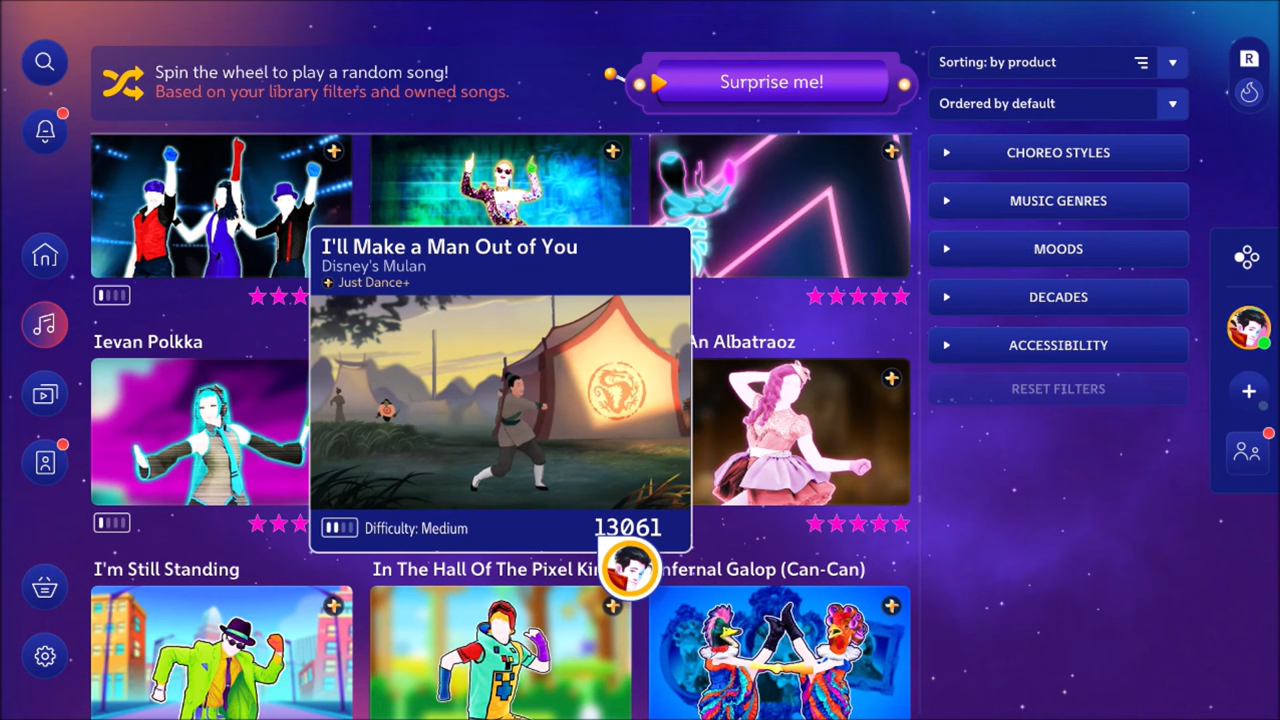 Spin the wheel to play a random song!
Based on your library filters and owned songs.
Surprise me!
Sorting: by product
Ordered by default
R
CHOREO STYLES
MUSIC GENRES
MOODS
DECADES
ACCESSIBILITY
RESET FILTERS
I'll Make a Man Out of You
Disney's Mulan
Just Dance+
Difficulty: Medium
13061
Ievan Polkka
An Albatraoz
I'm Still Standing
In The Hall Of The Pixel Kin
Infernal Galop (Can-Can)